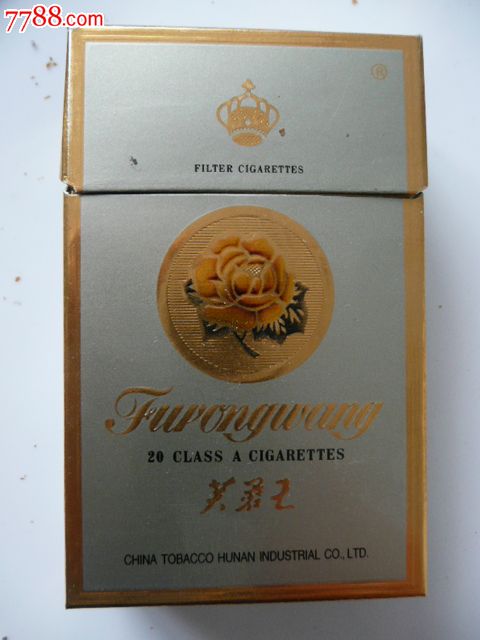 7788.com
®
FILTER CIGARETTES
Furongwang
20 CLASS A CIGARETTES
芙蓉王
CHINA TOBACCO HUNAN INDUSTRIAL CO., LTD.